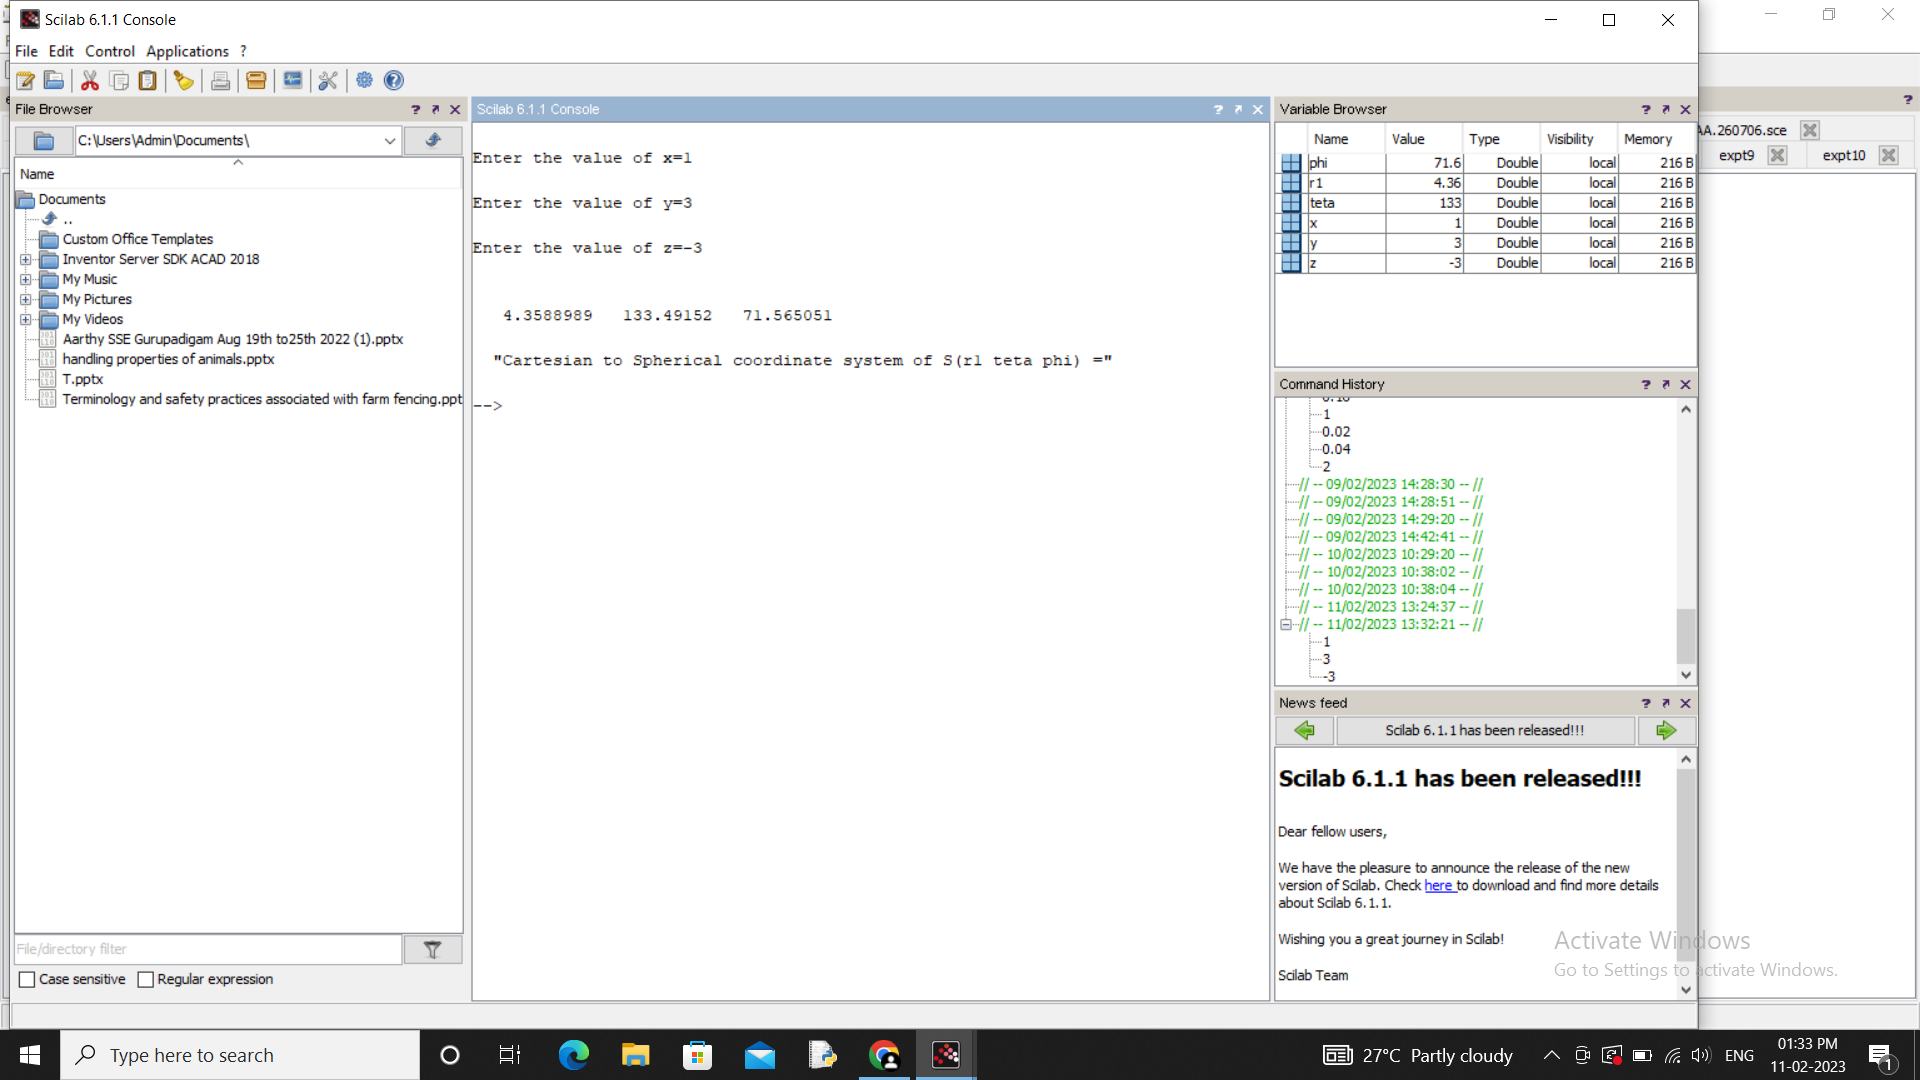 Scilab 6.1.1 Console
File Edit Control Applications ?
File Browser
C:\Users\Admin\Documents\
Name
Documents
..
Custom Office Templates
Inventor Server SDK ACAD 2018
My Music
My Pictures
My Videos
Aarthy SSE Gurupadigam Aug 19th to25th 2022 (1).pptx
handling properties of animals.pptx
T.pptx
Terminology and safety practices associated with farm fencing.ppt
File/directory filter
Case sensitive Regular expression
Scilab 6.1.1 Console
Enter the value of x=1
Enter the value of y=3
Enter the value of z=-3
4.3588989 133.49152 71.565051
"Cartesian to Spherical coordinate system of S(r1 teta phi) ="
-->
Variable Browser
Name Value Type Visibility Memory
phi 71.6 Double local 216 B
r1 4.36 Double local 216 B
teta 133 Double local 216 B
x 1 Double local 216 B
y 3 Double local 216 B
z -3 Double local 216 B
Command History
1
0.02
0.04
2
// -- 09/02/2023 14:28:30 -- //
// -- 09/02/2023 14:28:51 -- //
// -- 09/02/2023 14:29:20 -- //
// -- 09/02/2023 14:42:41 -- //
// -- 10/02/2023 10:29:20 -- //
// -- 10/02/2023 10:38:02 -- //
// -- 10/02/2023 10:38:04 -- //
// -- 11/02/2023 13:24:37 -- //
// -- 11/02/2023 13:32:21 -- //
1
3
-3
News feed
Scilab 6.1.1 has been released!!!
Scilab 6.1.1 has been released!!!
Dear fellow users,
We have the pleasure to announce the release of the new
version of Scilab. Check here to download and find more details
about Scilab 6.1.1.
Wishing you a great journey in Scilab!
Scilab Team
AA.260706.sce
expt9 expt10
Activate Windows
Go to Settings to activate Windows.
Type here to search
27°C Partly cloudy
ENG
01:33 PM
11-02-2023
1